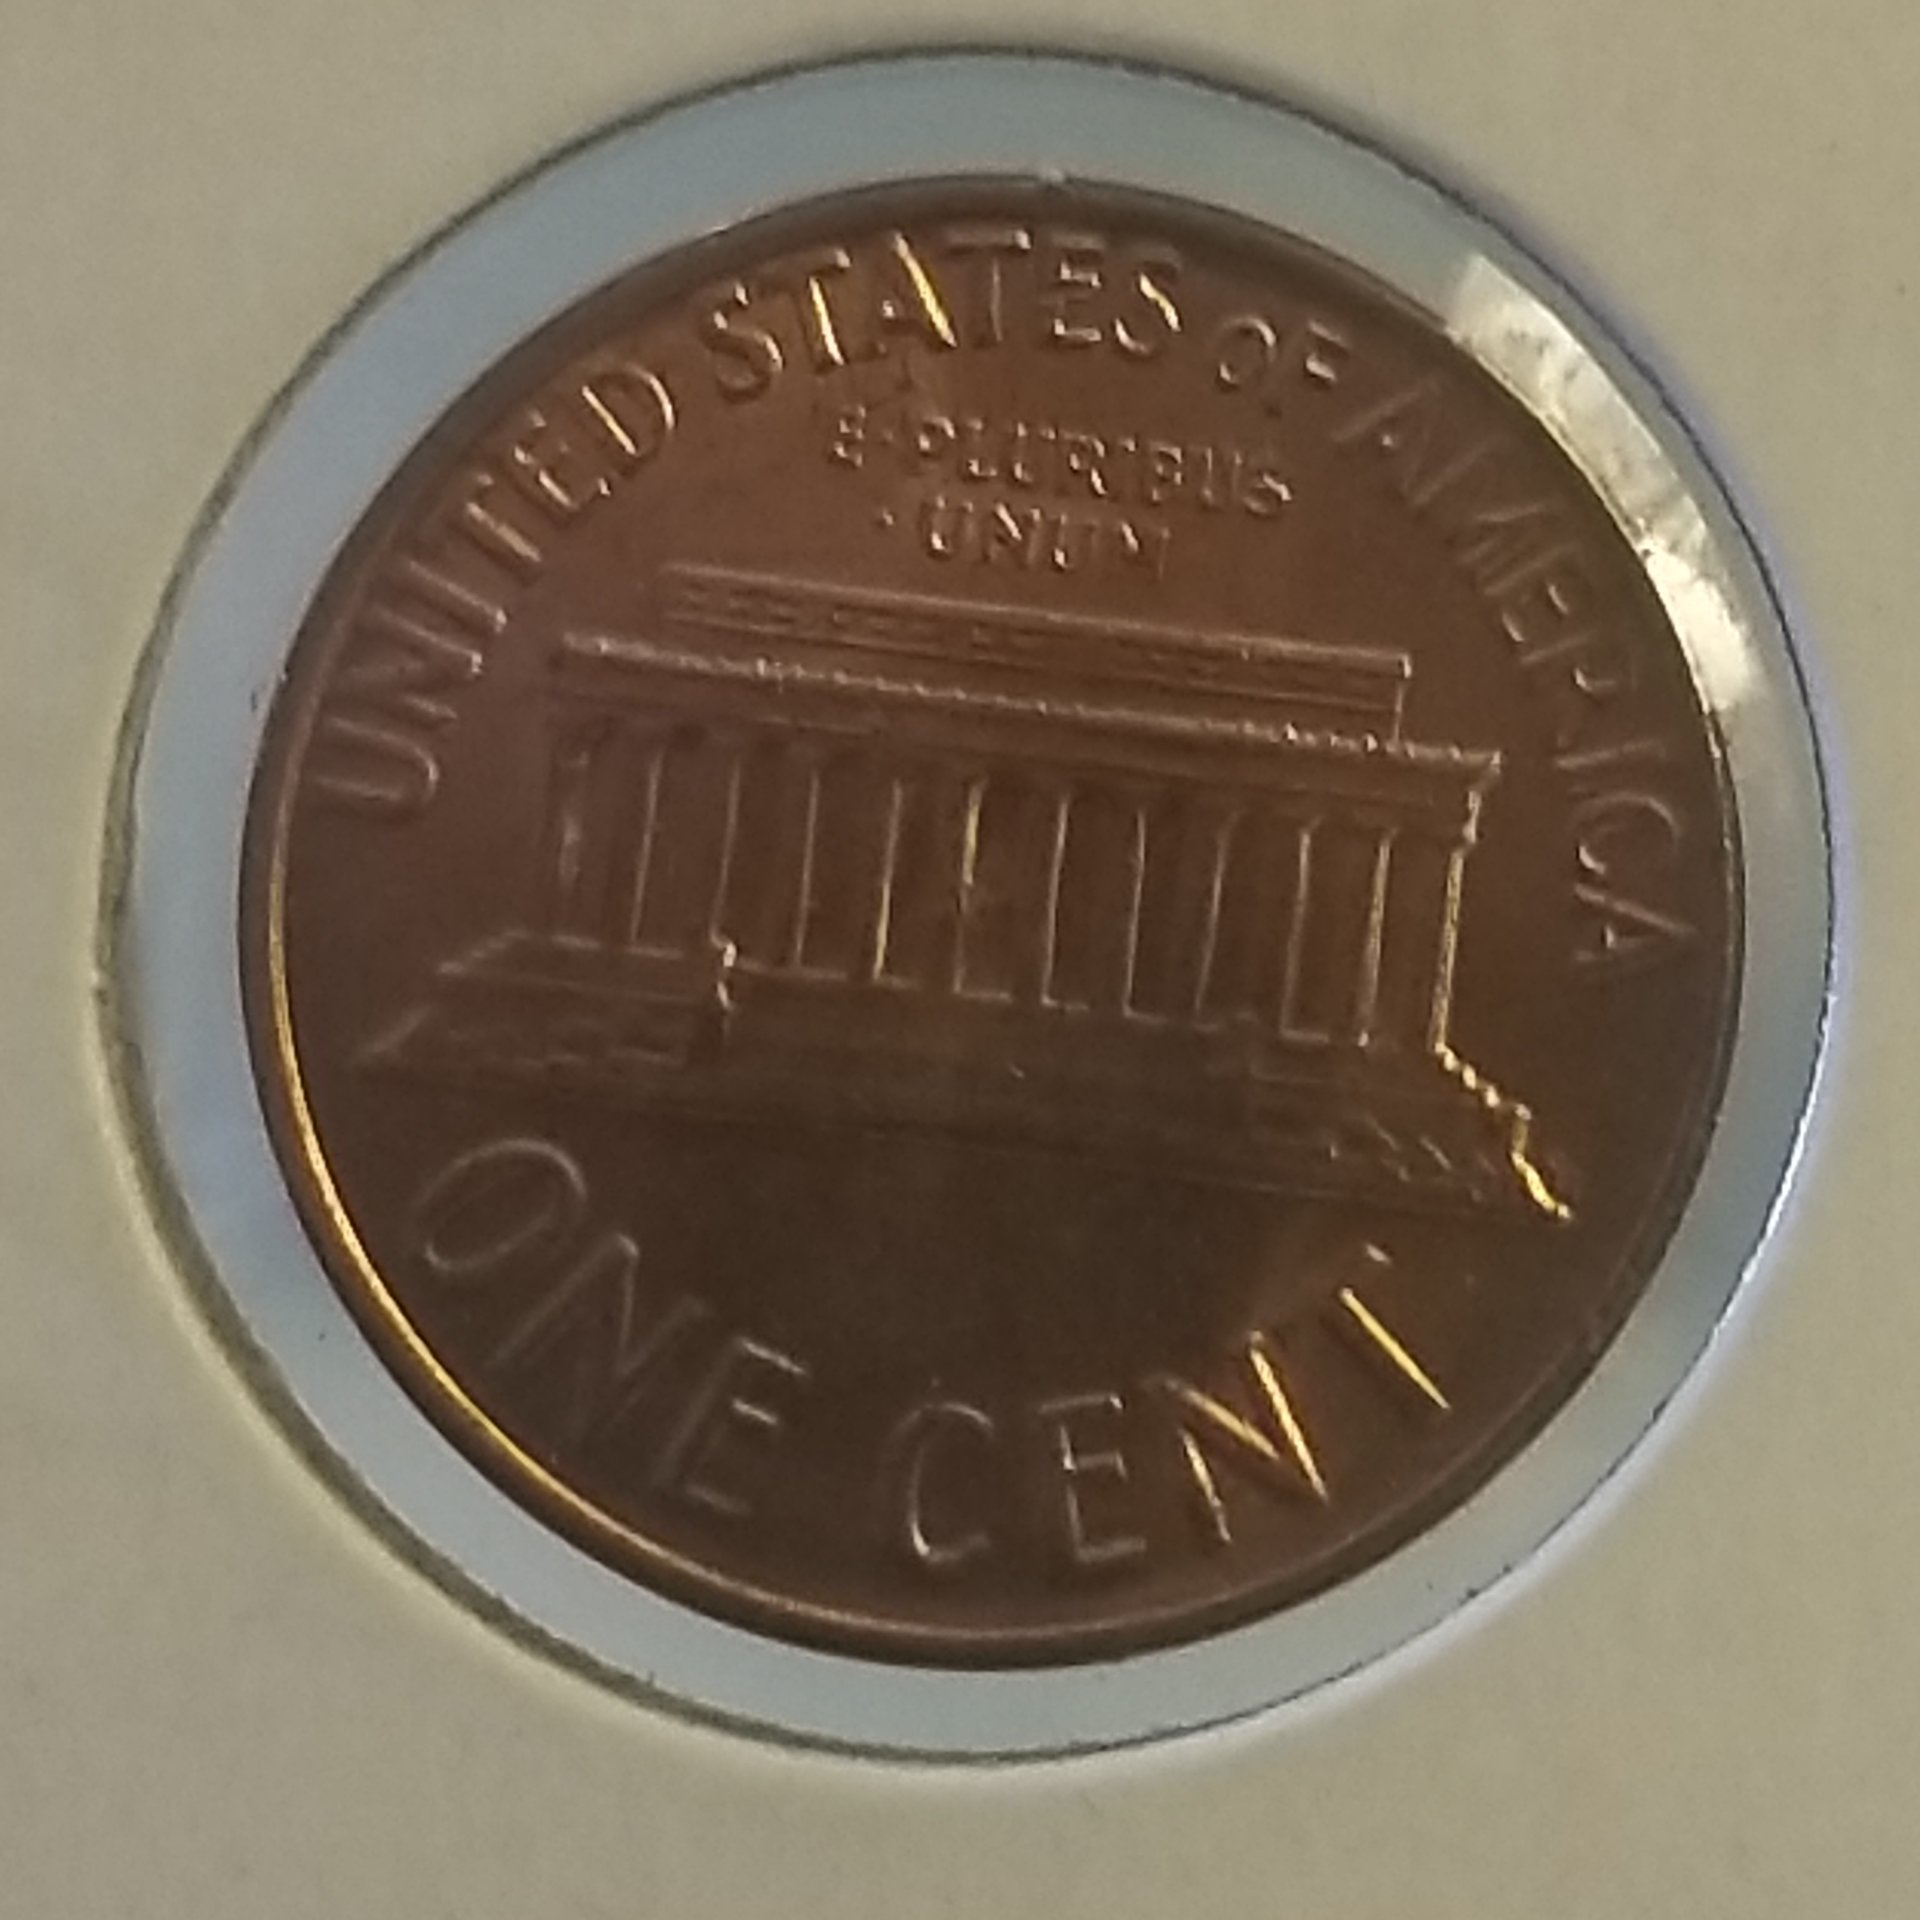 UNITED STATES OF AMERICA
E·PLURIBUS
·UNUM
ONE CENT